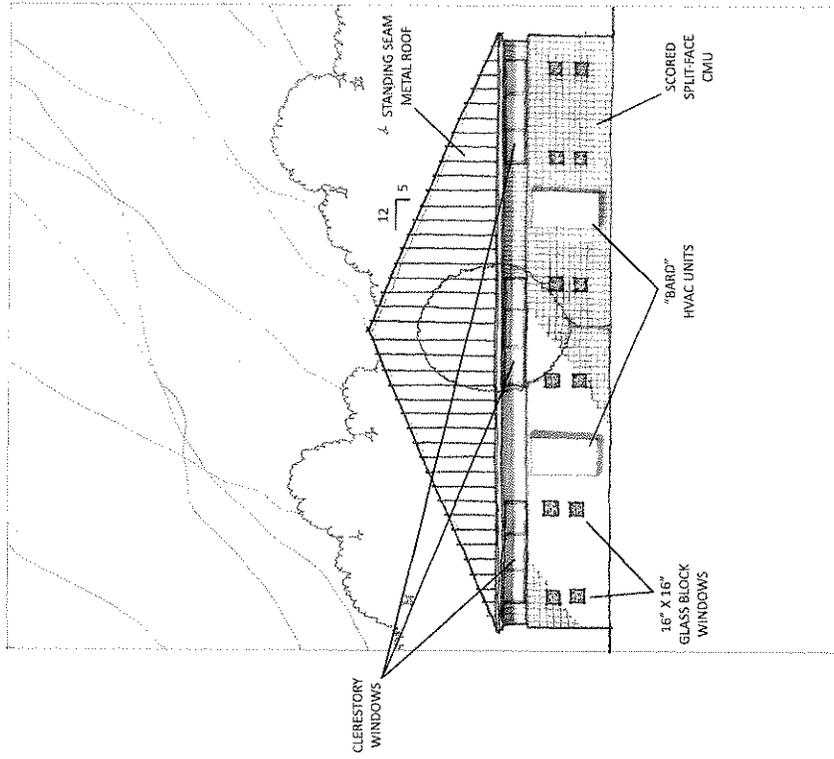 CLERESTORY
WINDOWS
12
5
STANDING SEAM
METAL ROOF
16" X 16"
GLASS BLOCK
WINDOWS
"BARD"
HVAC UNITS
SCORED
SPLIT-FACE
CMU